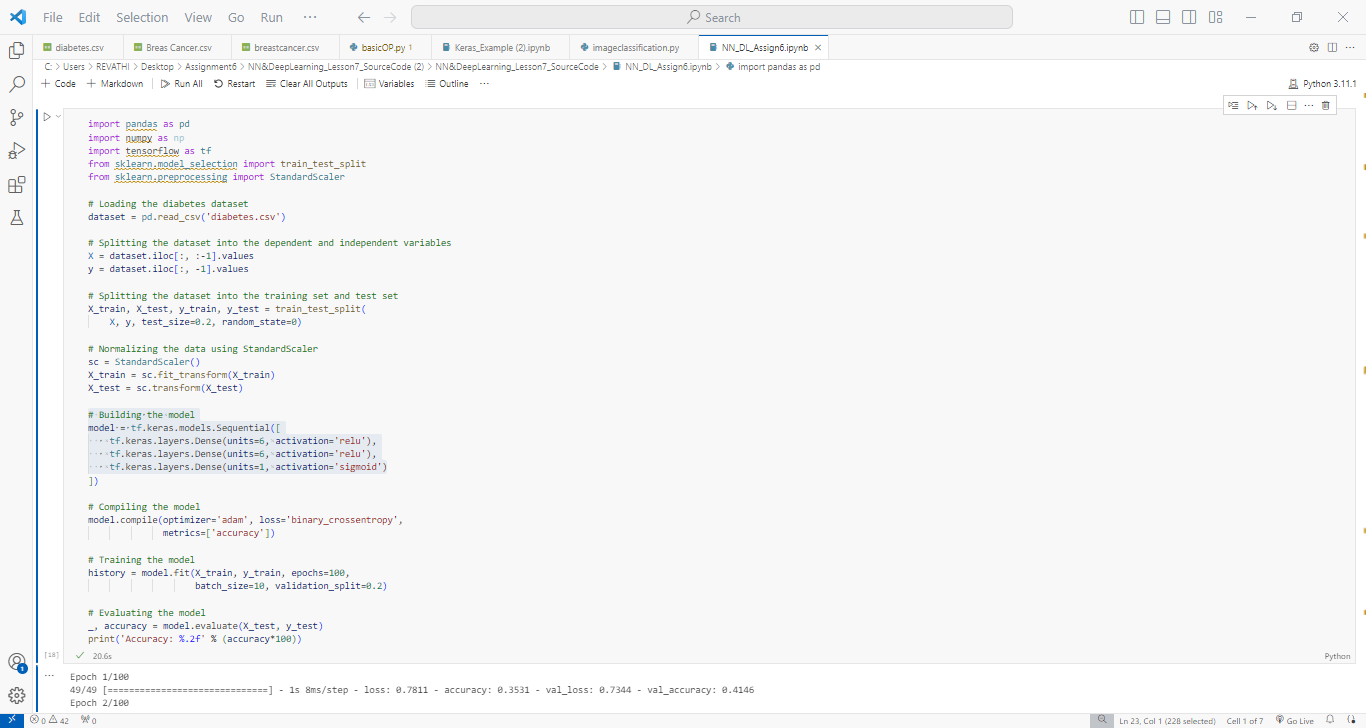 File Edit Selection View Go Run ··· Search
diabetes.csv Breas Cancer.csv breastcancer.csv basicOP.py 1 Keras_Example (2).ipynb imageclassification.py NN_DL_Assign6.ipynb
C: > Users > REVATHI > Desktop > Assignment6 > NN&DeepLearning_Lesson7_SourceCode (2) > NN&DeepLearning_Lesson7_SourceCode > NN_DL_Assign6.ipynb > import pandas as pd
+ Code + Markdown Run All Restart Clear All Outputs Variables Outline ··· Python 3.11.1
import pandas as pd
import numpy as np
import tensorflow as tf
from sklearn.model_selection import train_test_split
from sklearn.preprocessing import StandardScaler
# Loading the diabetes dataset
dataset = pd.read_csv('diabetes.csv')
# Splitting the dataset into the dependent and independent variables
X = dataset.iloc[:, :-1].values
y = dataset.iloc[:, -1].values
# Splitting the dataset into the training set and test set
X_train, X_test, y_train, y_test = train_test_split(
X, y, test_size=0.2, random_state=0)
# Normalizing the data using StandardScaler
sc = StandardScaler()
X_train = sc.fit_transform(X_train)
X_test = sc.transform(X_test)
# Building the model
model = tf.keras.models.Sequential([
tf.keras.layers.Dense(units=6, activation='relu'),
tf.keras.layers.Dense(units=6, activation='relu'),
tf.keras.layers.Dense(units=1, activation='sigmoid')
])
# Compiling the model
model.compile(optimizer='adam', loss='binary_crossentropy',
metrics=['accuracy'])
# Training the model
history = model.fit(X_train, y_train, epochs=100,
batch_size=10, validation_split=0.2)
# Evaluating the model
_, accuracy = model.evaluate(X_test, y_test)
print('Accuracy: %.2f' % (accuracy*100))
[18] 20.6s Python
Epoch 1/100
49/49 [==============================] - 1s 8ms/step - loss: 0.7811 - accuracy: 0.3531 - val_loss: 0.7344 - val_accuracy: 0.4146
Epoch 2/100
1
0 42 0 Ln 23, Col 1 (228 selected) Cell 1 of 7 Go Live